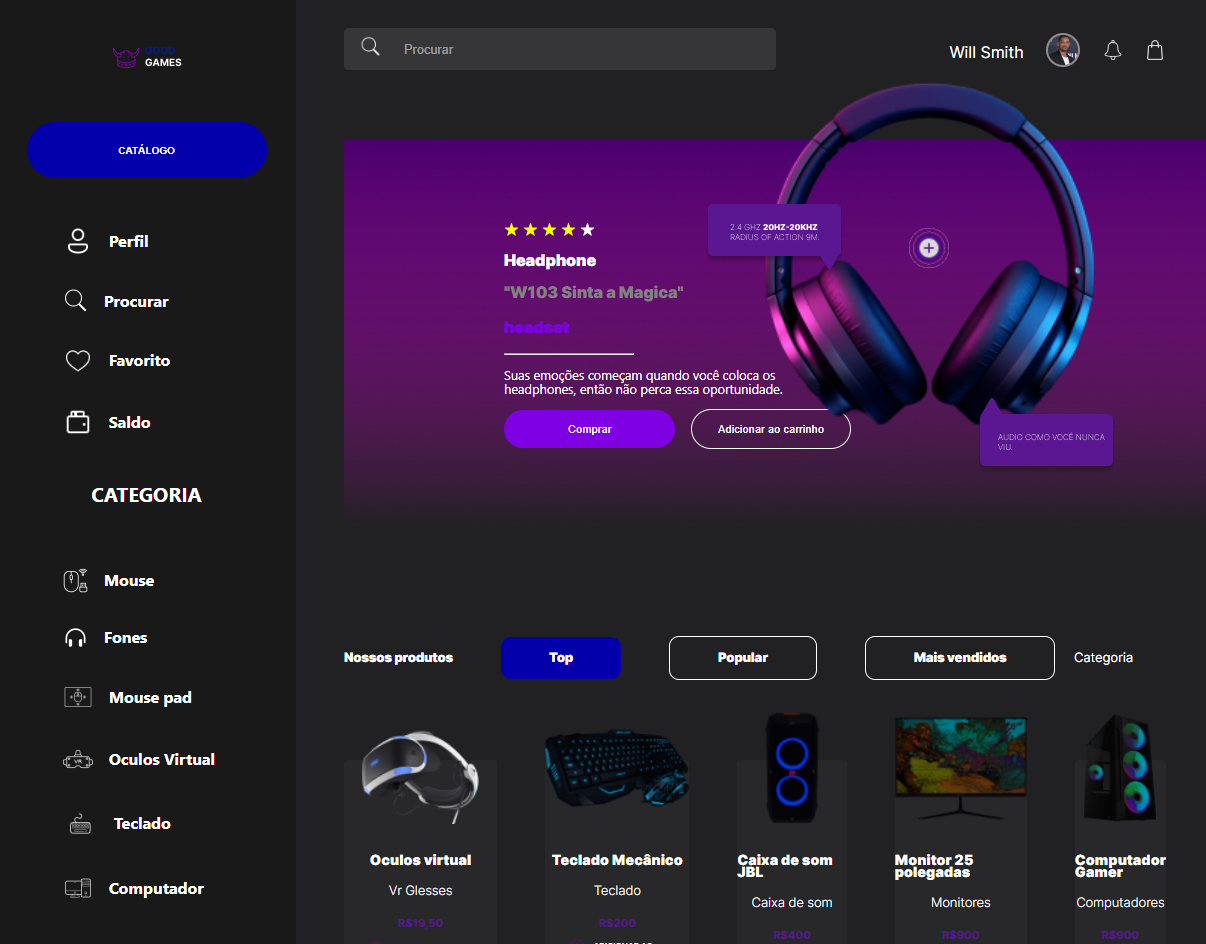 GOOD
GAMES
Procurar
Will Smith
CATÁLOGO
Perfil
Procurar
Favorito
Saldo
CATEGORIA
Mouse
Fones
Mouse pad
Oculos Virtual
VR
Teclado
Computador
2.4 GHZ 20HZ-20KHZ
RADIUS OF ACTION 9M.
Headphone
"W103 Sinta a Magica"
headset
Suas emoções começam quando você coloca os
headphones, então não perca essa oportunidade.
Comprar
Adicionar ao carrinho
AUDIO COMO VOCÊ NUNCA
VIU.
Nossos produtos
Top
Popular
Mais vendidos
Categoria
Oculos virtual
Vr Glesses
R$19,50
Teclado Mecânico
Teclado
R$200
Caixa de som
JBL
Caixa de som
R$400
Monitor 25
polegadas
Monitores
R$900
Computador
Gamer
Computadores
R$900